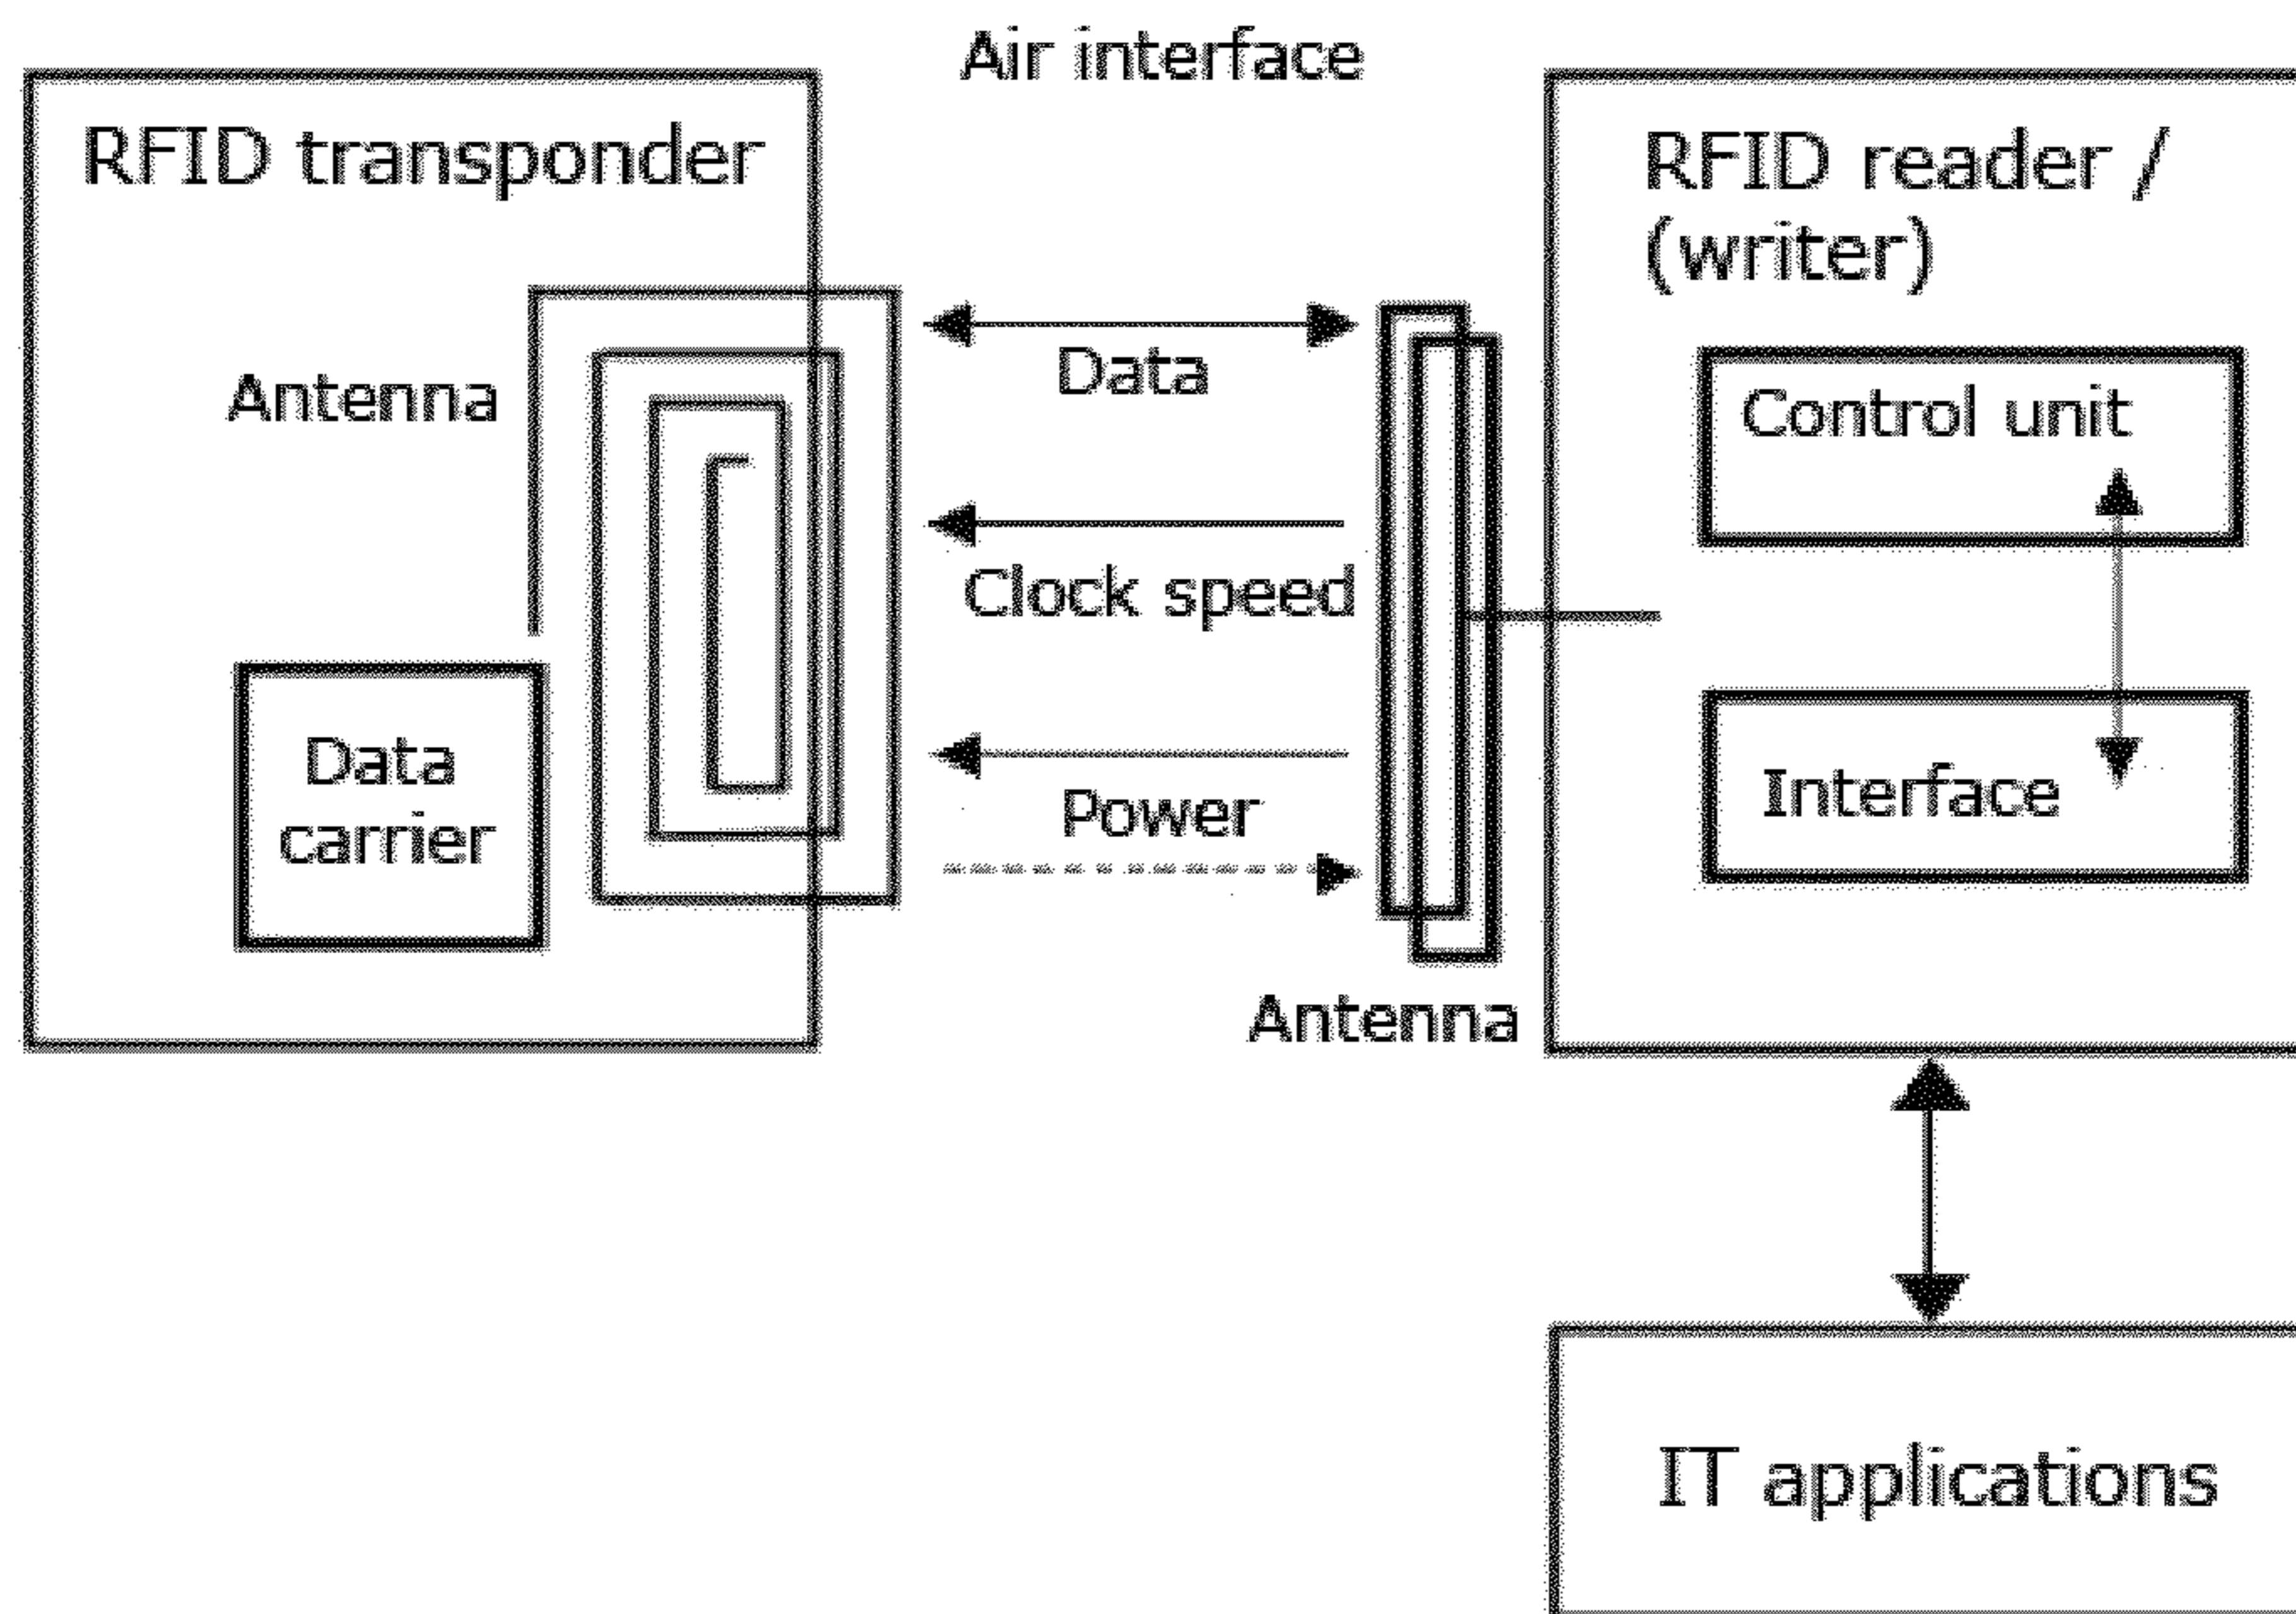 Air interface
RFID transponder
RFID reader /
(writer)
Antenna
Data
Control unit
Clock speed
Data
carrier
Power
Interface
Antenna
IT applications